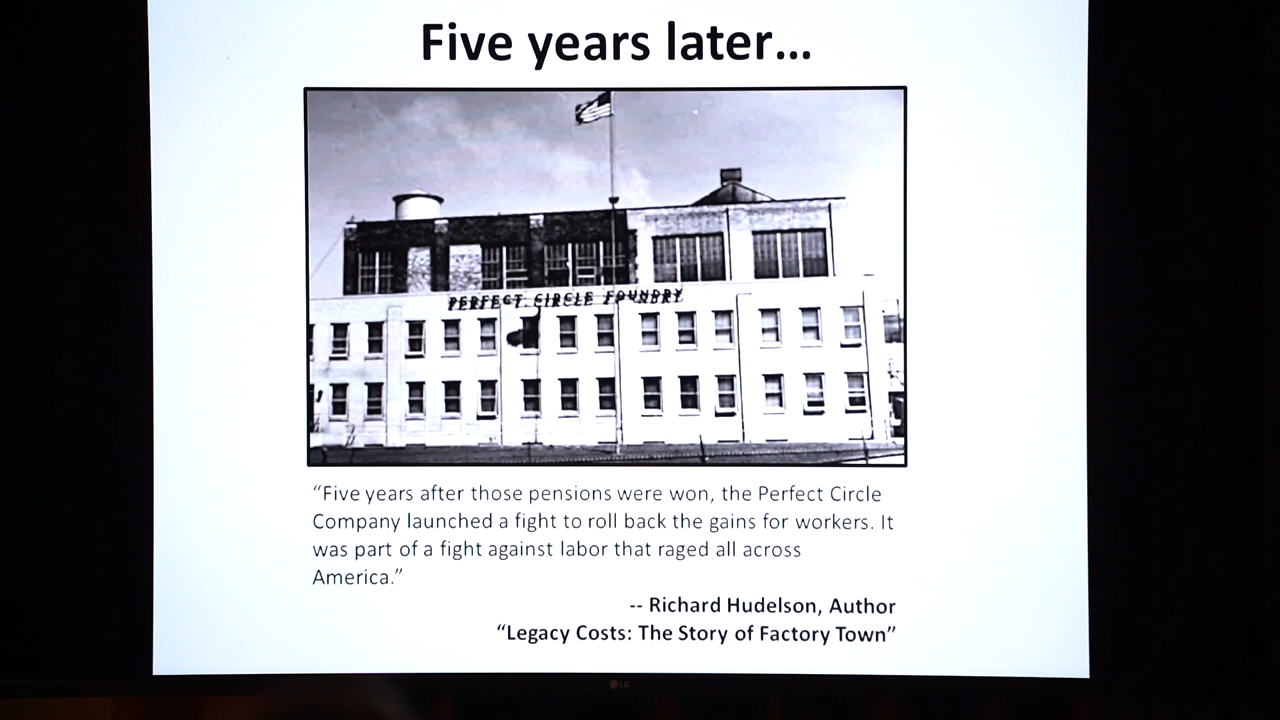 Five years later…
PERFECT CIRCLE FOUNDRY
“Five years after those pensions were won, the Perfect Circle
Company launched a fight to roll back the gains for workers. It
was part of a fight against labor that raged all across
America.”
-- Richard Hudelson, Author
“Legacy Costs: The Story of Factory Town”
LG